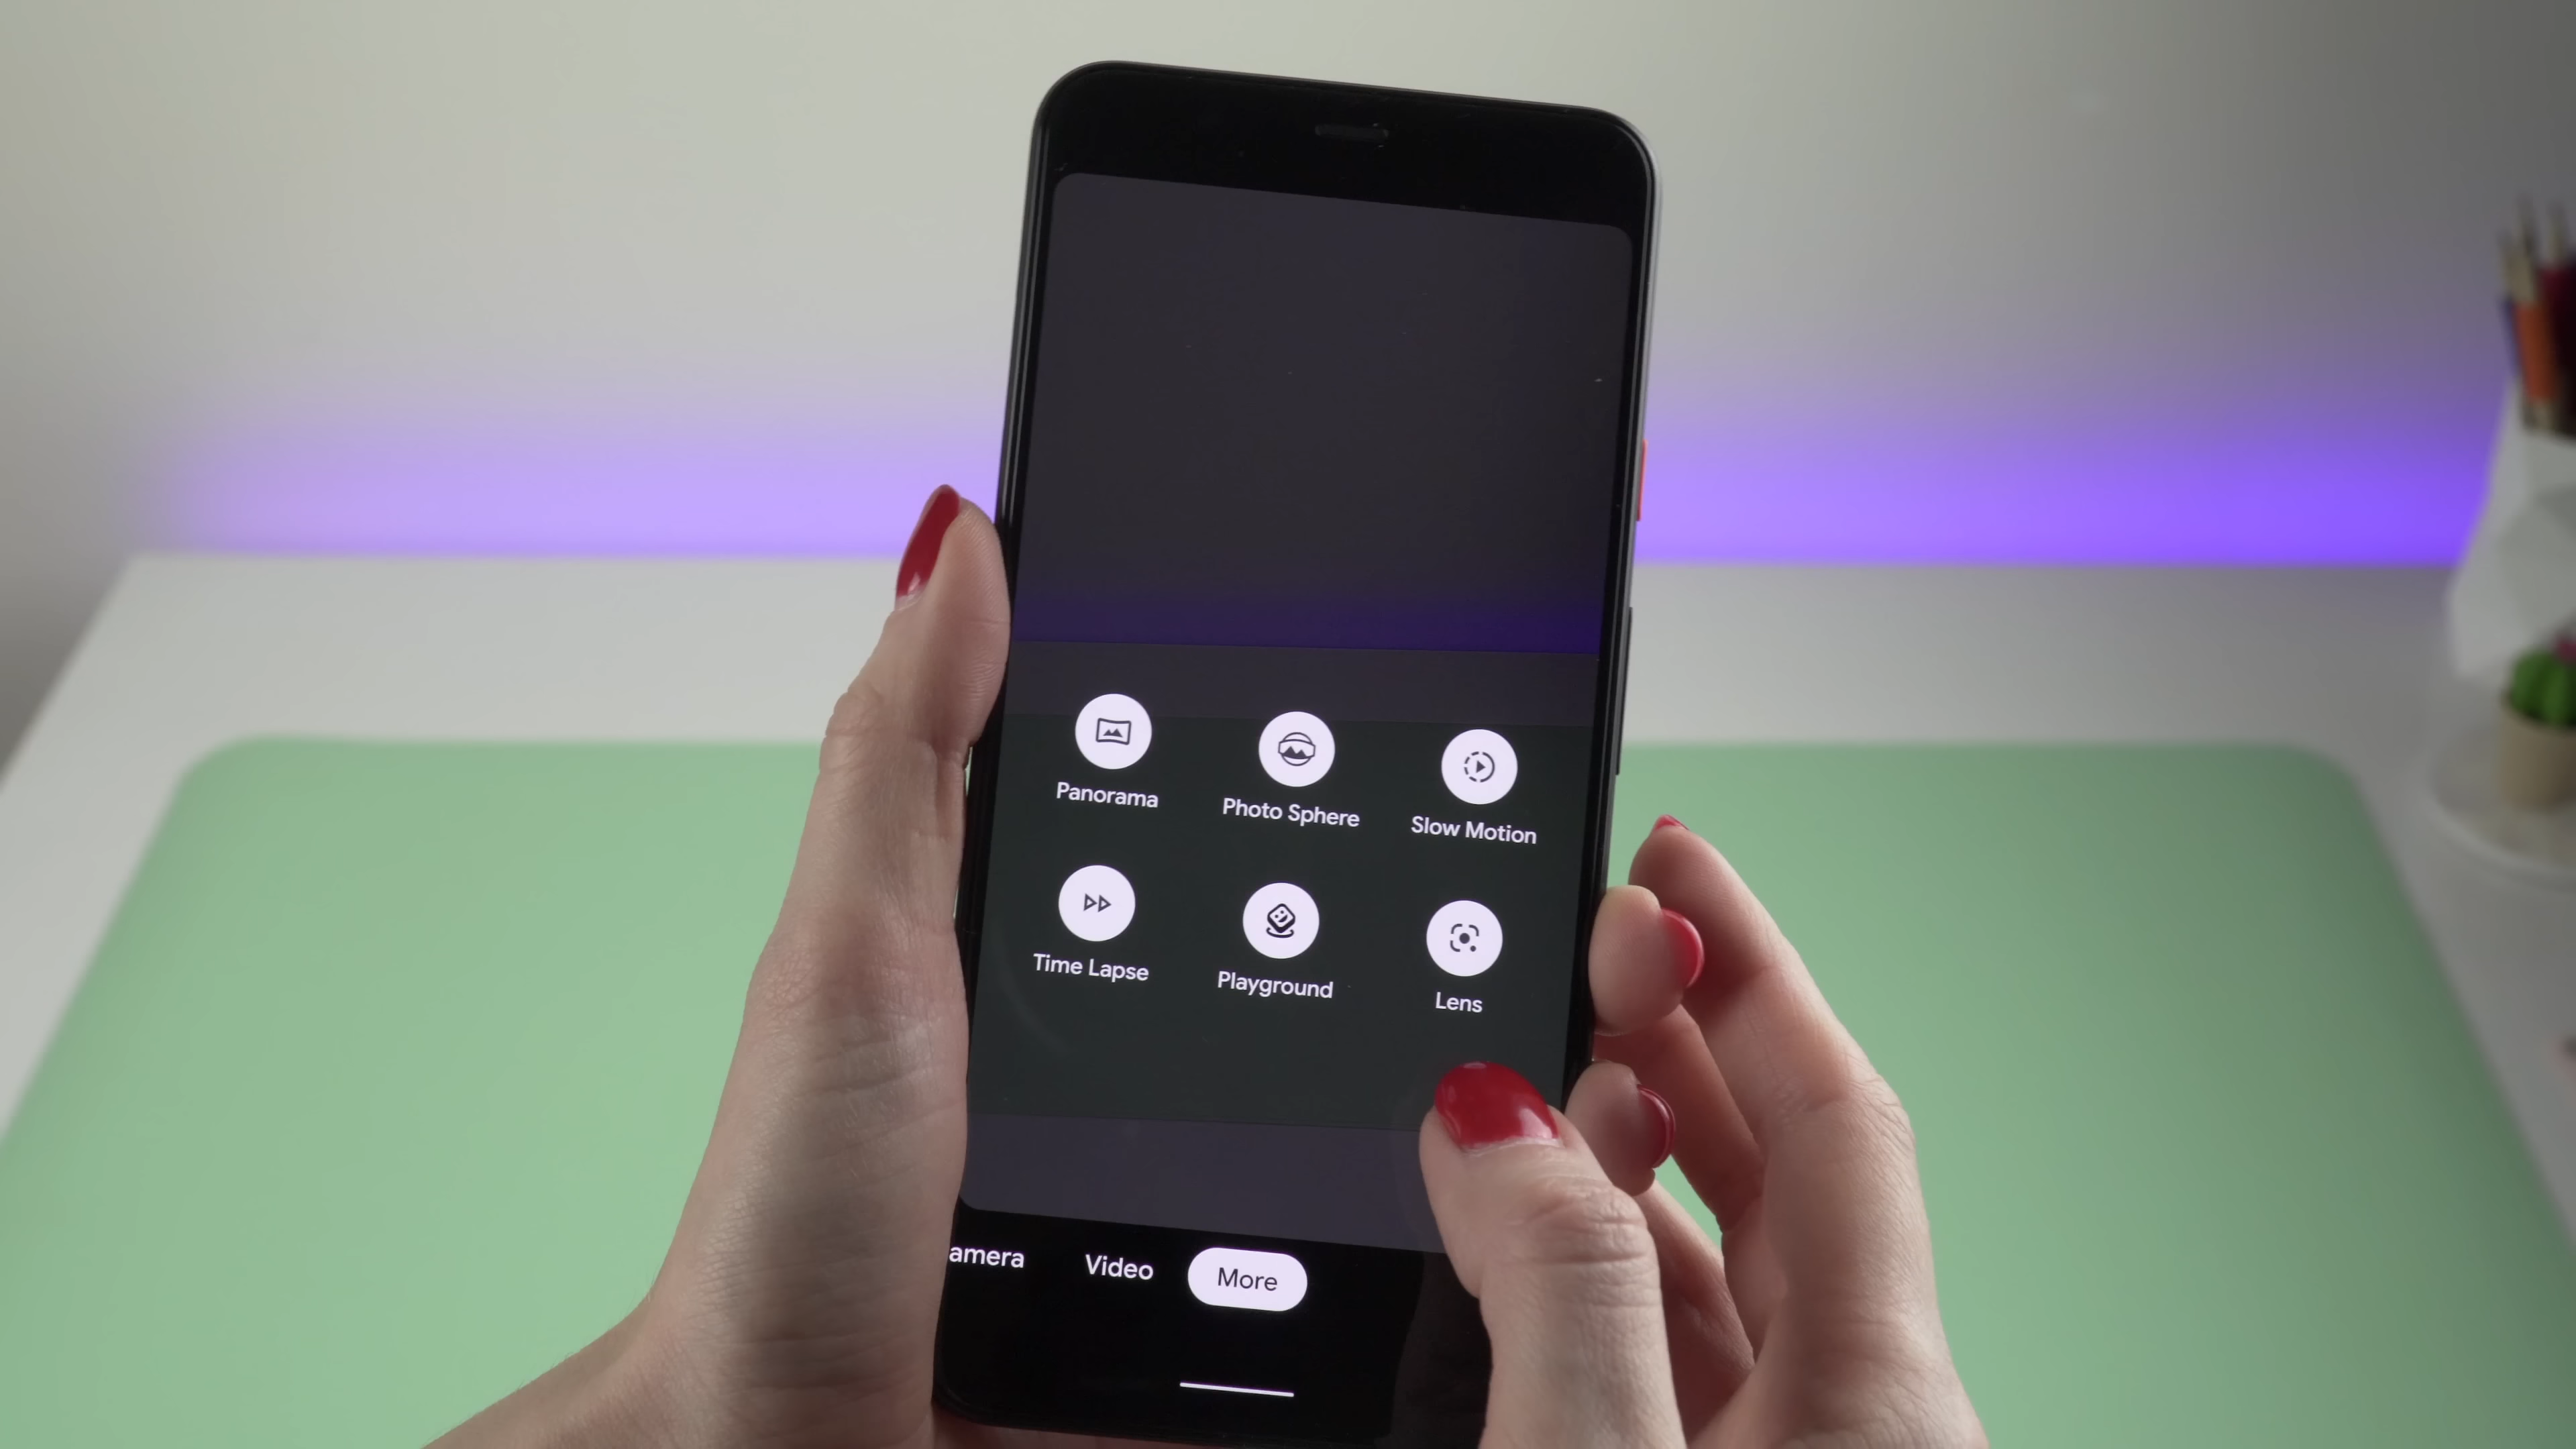 Panorama
Photo Sphere
Slow Motion
Time Lapse
Playground
Lens
amera
Video
More